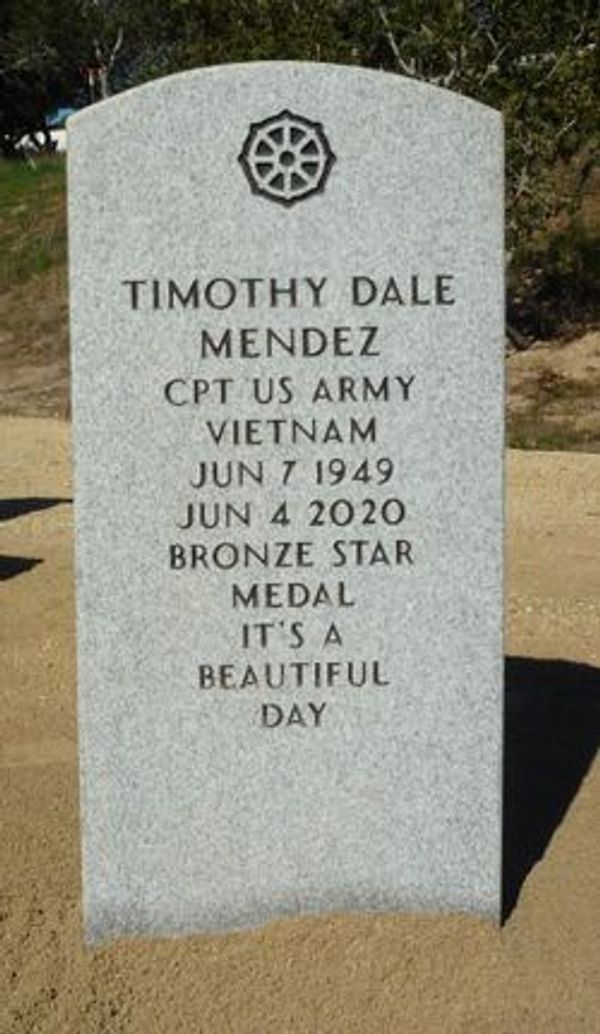 TIMOTHY DALE
MENDEZ
CPT US ARMY
VIETNAM
JUN 7 1949
JUN 4 2020
BRONZE STAR
MEDAL
IT'S A
BEAUTIFUL
DAY